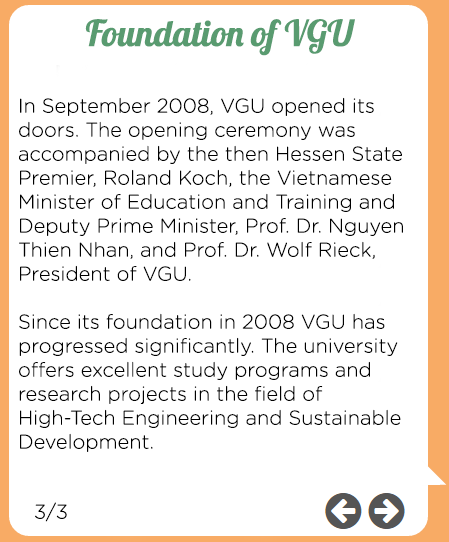 Foundation of VGU
In September 2008, VGU opened its
doors. The opening ceremony was
accompanied by the then Hessen State
Premier, Roland Koch, the Vietnamese
Minister of Education and Training and
Deputy Prime Minister, Prof. Dr. Nguyen
Thien Nhan, and Prof. Dr. Wolf Rieck,
President of VGU.
Since its foundation in 2008 VGU has
progressed significantly. The university
offers excellent study programs and
research projects in the field of
High-Tech Engineering and Sustainable
Development.
3/3